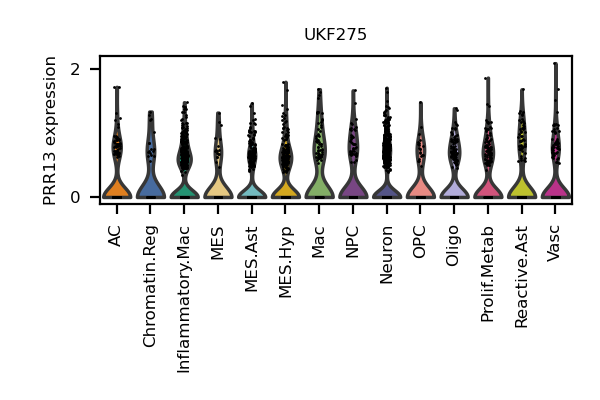 UKF275
PRR13 expression
2
0
AC
Chromatin.Reg
Inflammatory.Mac
MES
MES.Ast
MES.Hyp
Mac
NPC
Neuron
OPC
Oligo
Prolif.Metab
Reactive.Ast
Vasc